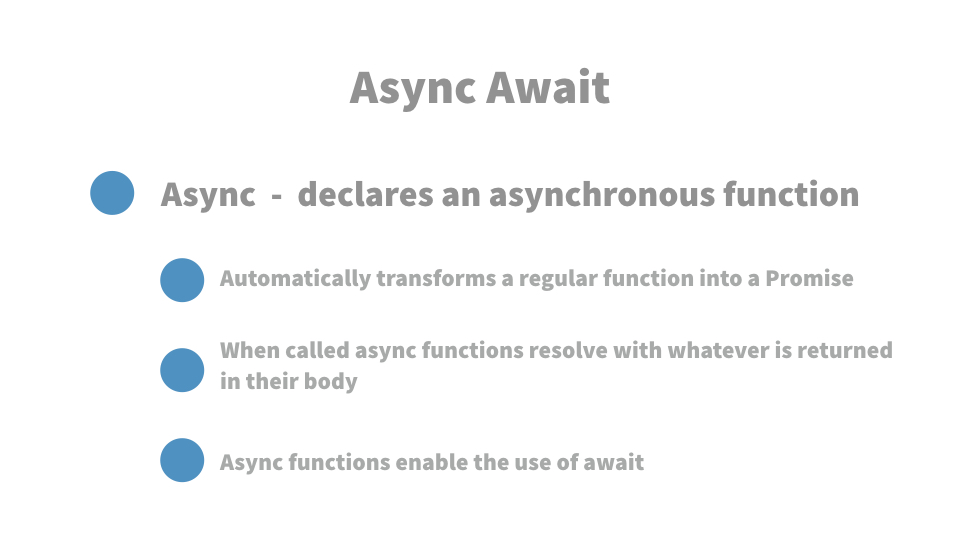 Async Await
Async - declares an asynchronous function
Automatically transforms a regular function into a Promise
When called async functions resolve with whatever is returned
in their body
Async functions enable the use of await